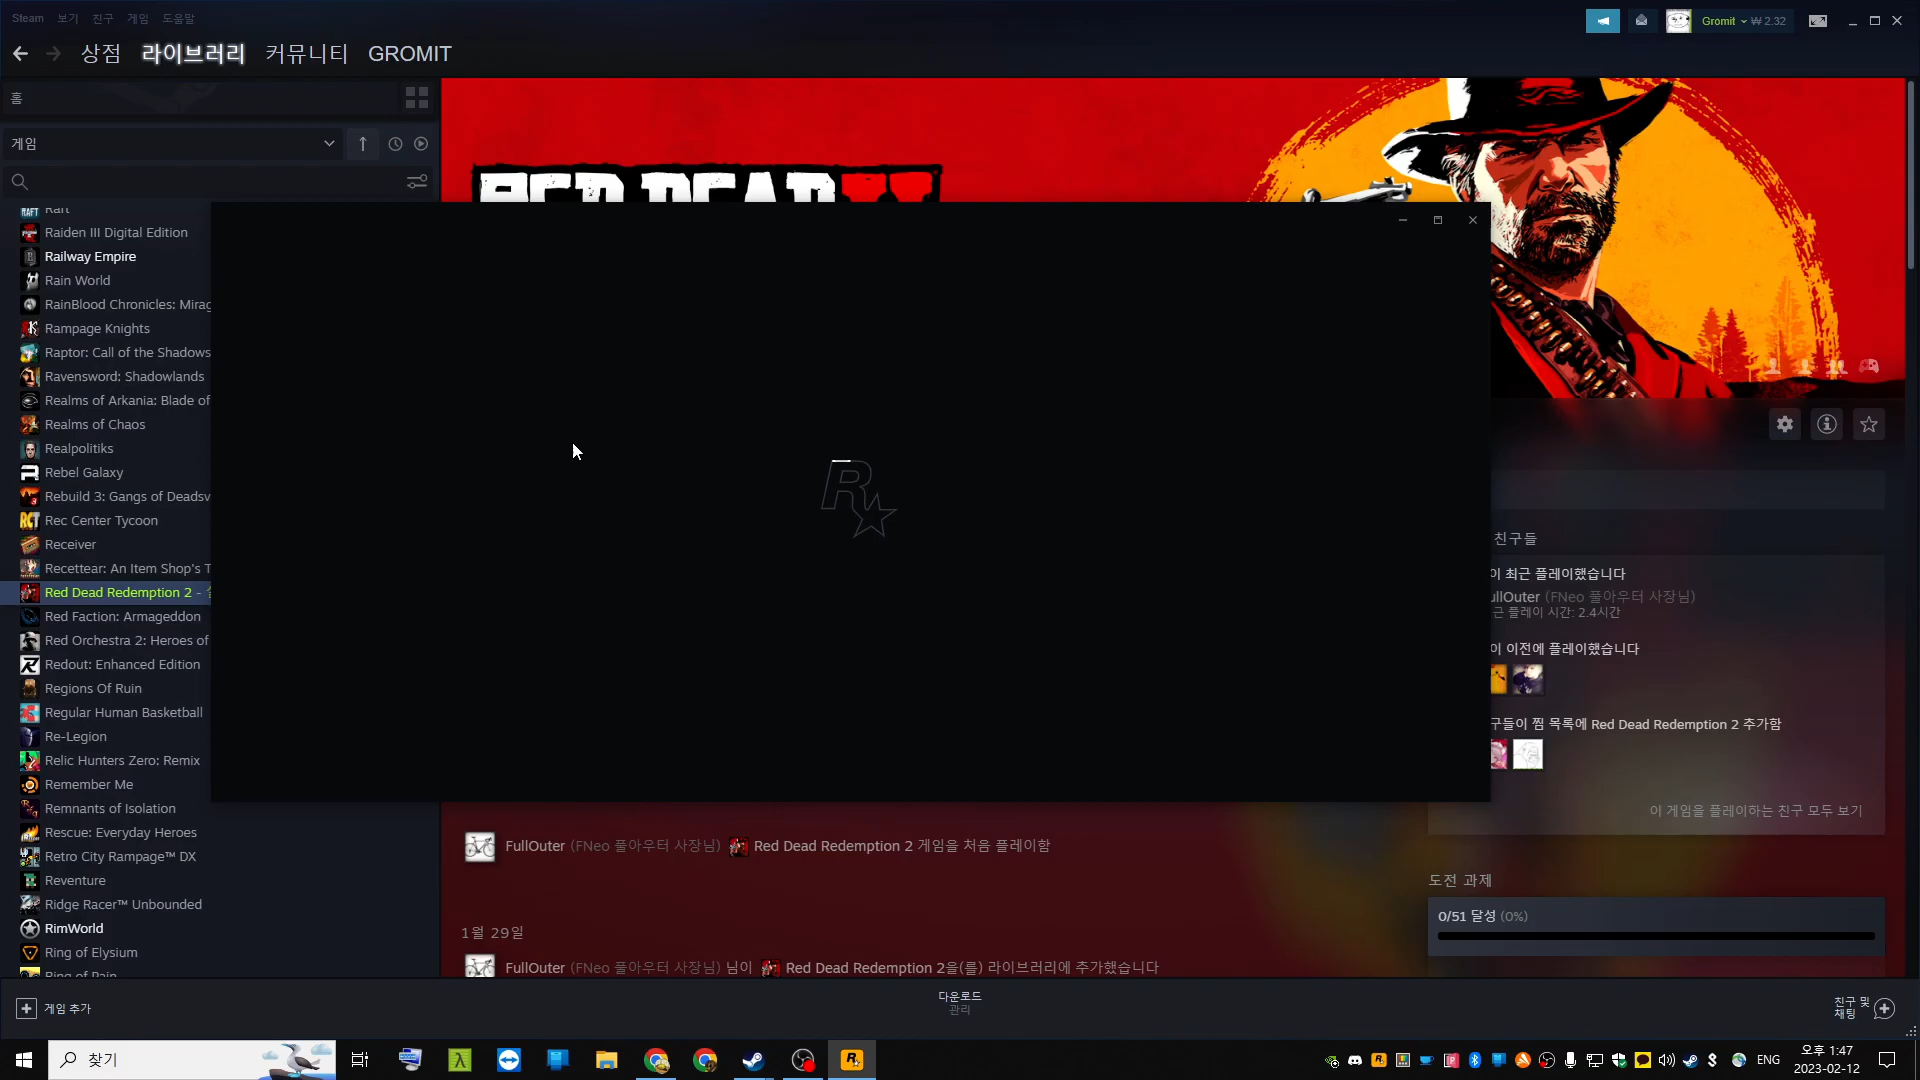 Steam 보기 친구 게임 도움말
Gromit ₩ 2.32
상점 라이브러리 커뮤니티 GROMIT
홈
게임
RED DEAD II
Raft
Raiden III Digital Edition
Railway Empire
Rain World
RainBlood Chronicles: Mirag
Rampage Knights
Raptor: Call of the Shadows
Ravensword: Shadowlands
Realms of Arkania: Blade of
Realms of Chaos
Realpolitiks
Rebel Galaxy
Rebuild 3: Gangs of Deadsv
Rec Center Tycoon
Receiver
Recettear: An Item Shop's T
Red Dead Redemption 2 -
Red Faction: Armageddon
Red Orchestra 2: Heroes of
Redout: Enhanced Edition
Regions Of Ruin
Regular Human Basketball
Re-Legion
Relic Hunters Zero: Remix
Remember Me
Remnants of Isolation
Rescue: Everyday Heroes
Retro City Rampage™ DX
Reventure
Ridge Racer™ Unbounded
RimWorld
Ring of Elysium
Ring of Pain
R
친구들
이 최근 플레이했습니다
ullOuter (FNeo 풀아우터 사장님)
근 플레이 시간: 2.4시간
이 이전에 플레이했습니다
구들이 찜 목록에 Red Dead Redemption 2 추가함
이 게임을 플레이하는 친구 모두 보기
FullOuter (FNeo 풀아우터 사장님) Red Dead Redemption 2 게임을 처음 플레이함
1월 29일
FullOuter (FNeo 풀아우터 사장님) 님이 Red Dead Redemption 2을(를) 라이브러리에 추가했습니다
도전 과제
0/51 달성 (0%)
게임 추가
다운로드
관리
친구 및
채팅
찾기
ENG
오후 1:47
2023-02-12